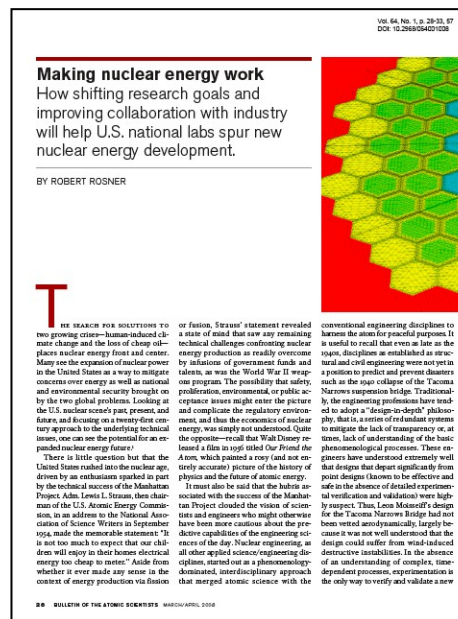 Vol. 64, No. 1, p. 28-33, 57
DOI: 10.2968/064001008
Making nuclear energy work
How shifting research goals and
improving collaboration with industry
will help U.S. national labs spur new
nuclear energy development.
BY ROBERT ROSNER
THE SEARCH FOR SOLUTIONS TO
two growing crises—human-induced cli-
mate change and the loss of cheap oil—
places nuclear energy front and center.
Many see the expansion of nuclear power
in the United States as a way to mitigate
concerns over energy as well as national
and environmental security brought on
by the two global problems. Looking at
the U.S. nuclear scene's past, present, and
future, and focusing on a twenty-first cen-
tury approach to the underlying technical
issues, one can see the potential for an ex-
panded nuclear energy future.¹
There is little question but that the
United States rushed into the nuclear age,
driven by an enthusiasm sparked in part
by the technical success of the Manhattan
Project. Adm. Lewis L. Strauss, then chair-
man of the U.S. Atomic Energy Commis-
sion, in an address to the National Asso-
ciation of Science Writers in September
1954, made the memorable statement: "It
is not too much to expect that our chil-
dren will enjoy in their homes electrical
energy too cheap to meter." Aside from
whether it ever made any sense in the
context of energy production via fission
or fusion, Strauss' statement revealed
a state of mind that saw any remaining
technical challenges confronting nuclear
energy production as readily overcome
by infusions of government funds and
talents, as was the World War II weap-
ons program. The possibility that safety,
proliferation, environmental, or public ac-
ceptance issues might enter the picture
and complicate the regulatory environ-
ment, and thus the economics of nuclear
energy, was simply not understood. Quite
the opposite—recall that Walt Disney re-
leased a film in 1956 titled Our Friend the
Atom, which painted a rosy (and not en-
tirely accurate) picture of the history of
physics and the future of atomic energy.
It must also be said that the hubris as-
sociated with the success of the Manhat-
tan Project clouded the vision of scien-
tists and engineers who might otherwise
have been more cautious about the pre-
dictive capabilities of the engineering sci-
ences of the day. Nuclear engineering, as
all other applied science/engineering dis-
ciplines, started out as a phenomenology-
dominated, interdisciplinary approach
that merged atomic science with the
conventional engineering disciplines to
harness the atom for peaceful purposes. It
is useful to recall that even as late as the
1940s, disciplines as established as struc-
tural and civil engineering were not yet in
a position to predict and prevent disasters
such as the 1940 collapse of the Tacoma
Narrows suspension bridge. Traditional-
ly, the engineering professions have tend-
ed to adopt a "design-in-depth" philoso-
phy, that is, a series of redundant systems
to mitigate the lack of transparency or, at
times, lack of understanding of the basic
phenomenological processes. These en-
gineers have understood extremely well
that designs that depart significantly from
point designs (known to be effective and
safe in the absence of detailed experimen-
tal verification and validation) were high-
ly suspect. Thus, Leon Moisseiff's design
for the Tacoma Narrows Bridge had not
been vetted aerodynamically, largely be-
cause it was not well understood that the
design could suffer from wind-induced
destructive instabilities. In the absence
of an understanding of complex, time-
dependent processes, experimentation is
the only way to verify and validate a new
28 BULLETIN OF THE ATOMIC SCIENTISTS MARCH/APRIL 2008